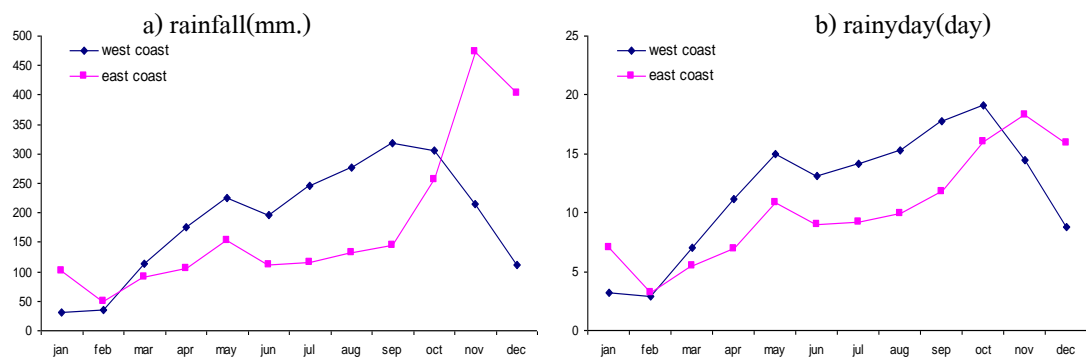 a) rainfall(mm.)
500
450
400
350
300
250
200
150
100
50
0
west coast
east coast
jan feb mar apr may jun jul aug sep oct nov dec
b) rainyday(day)
25
20
15
10
5
0
west coast
east coast
jan feb mar apr may jun jul aug sep oct nov dec